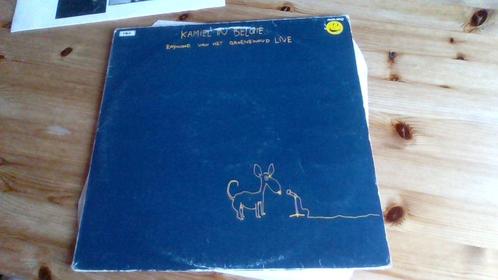 KAMIEL IN BELGIE
RAYMOND VAN HET GROENEWOUD LIVE